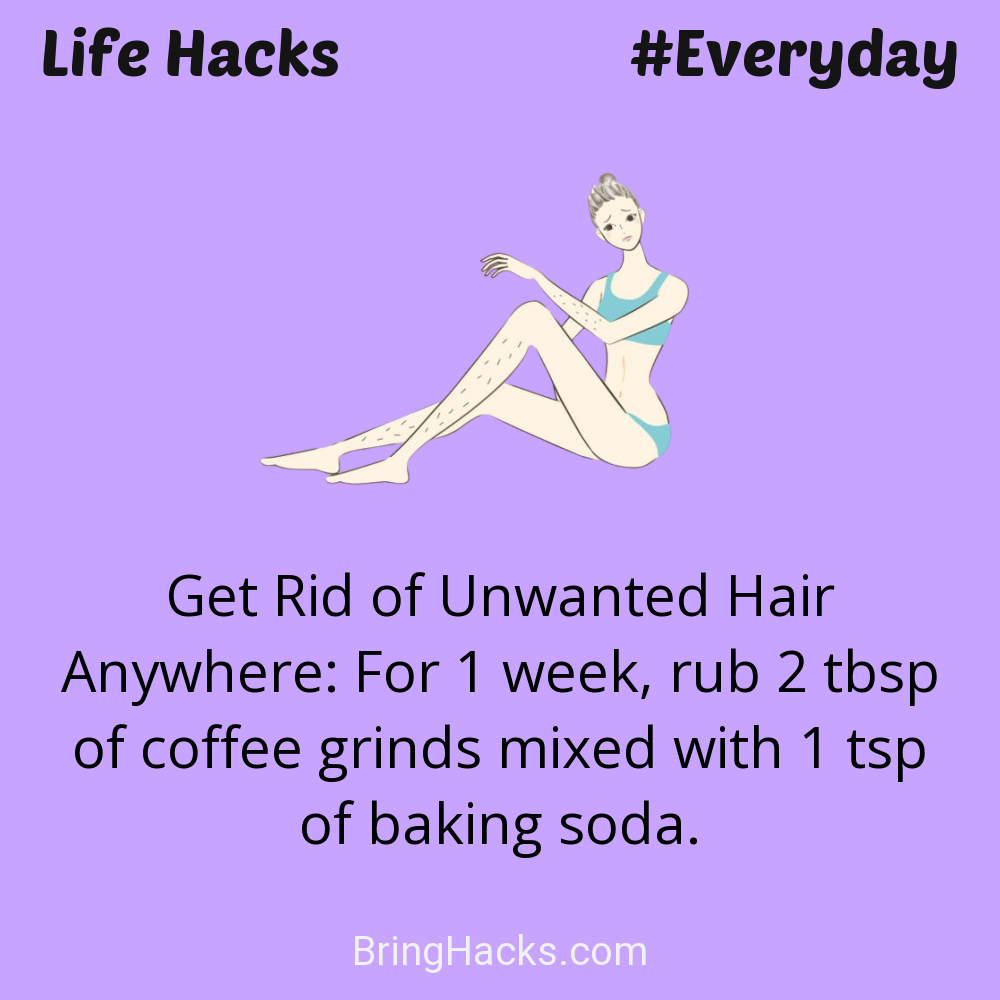 Life Hacks
#Everyday
Get Rid of Unwanted Hair
Anywhere: For 1 week, rub 2 tbsp
of coffee grinds mixed with 1 tsp
of baking soda.
BringHacks.com